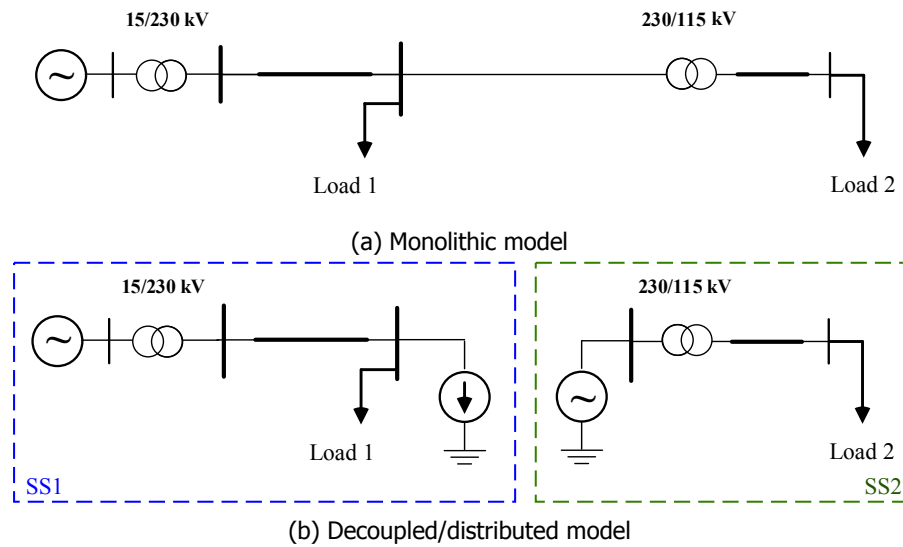 15/230 kV
230/115 kV
Load 1
Load 2
(a) Monolithic model
15/230 kV
230/115 kV
Load 1
Load 2
SS1
SS2
(b) Decoupled/distributed model